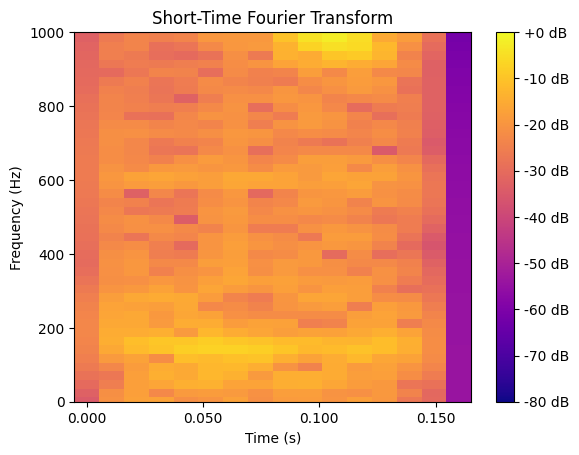 Short-Time Fourier Transform
Frequency (Hz)
1000
800
600
400
200
0
0.000
0.050
0.100
0.150
Time (s)
+0 dB
-10 dB
-20 dB
-30 dB
-40 dB
-50 dB
-60 dB
-70 dB
-80 dB